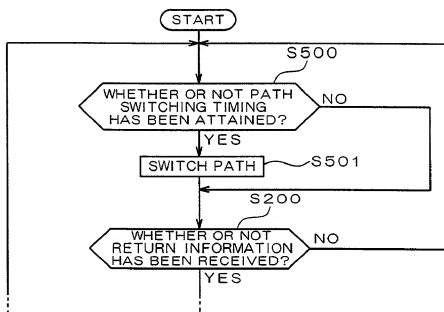 START
S500
WHETHER OR NOT PATH
SWITCHING TIMING
HAS BEEN ATTAINED?
NO
YES
SWITCH PATH
S501
S200
WHETHER OR NOT
RETURN INFORMATION
HAS BEEN RECEIVED?
NO
YES